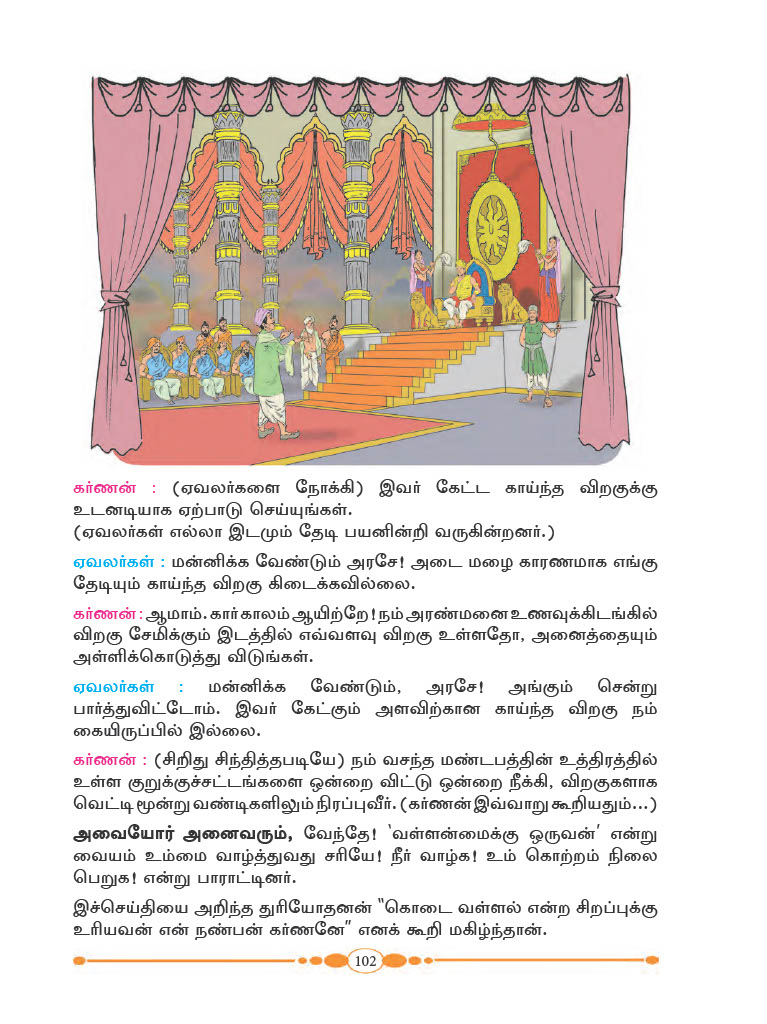 கர்ணன் : (ஏவலர்களை நோக்கி) இவர் கேட்ட காய்ந்த விறகுக்கு
உடனடியாக ஏற்பாடு செய்யுங்கள்.
(ஏவலர்கள் எல்லா இடமும் தேடி பயனின்றி வருகின்றனர்.)
ஏவலர்கள் : மன்னிக்க வேண்டும் அரசே! அடை மழை காரணமாக எங்கு
தேடியும் காய்ந்த விறகு கிடைக்கவில்லை.
கர்ணன் : ஆமாம். கார் காலம் ஆயிற்றே! நம் அரண்மனை உணவுக்கிடங்கில்
விறகு சேமிக்கும் இடத்தில் எவ்வளவு விறகு உள்ளதோ, அனைத்தையும்
அள்ளிக்கொடுத்து விடுங்கள்.
ஏவலர்கள் : மன்னிக்க வேண்டும், அரசே! அங்கும் சென்று
பார்த்துவிட்டோம். இவர் கேட்கும் அளவிற்கான காய்ந்த விறகு நம்
கையிருப்பில் இல்லை.
கர்ணன் : (சிறிது சிந்தித்தபடியே) நம் வசந்த மண்டபத்தின் உத்திரத்தில்
உள்ள குறுக்குச்சட்டங்களை ஒன்றை விட்டு ஒன்றை நீக்கி, விறகுகளாக
வெட்டி மூன்று வண்டிகளிலும் நிரப்புவீர். (கர்ணன் இவ்வாறு கூறியதும்...)
அவையோர் அனைவரும், வேந்தே! 'வள்ளன்மைக்கு ஒருவன்' என்று
வையம் உம்மை வாழ்த்துவது சரியே! நீர் வாழ்க! உம் கொற்றம் நிலை
பெறுக! என்று பாராட்டினர்.
இச்செய்தியை அறிந்த துரியோதனன் "கொடை வள்ளல் என்ற சிறப்புக்கு
உரியவன் என் நண்பன் கர்ணனே" எனக் கூறி மகிழ்ந்தான்.
102